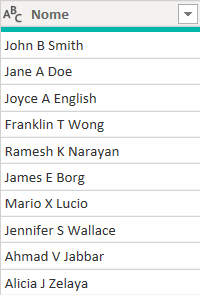 ABC Nome
John B Smith
Jane A Doe
Joyce A English
Franklin T Wong
Ramesh K Narayan
James E Borg
Mario X Lucio
Jennifer S Wallace
Ahmad V Jabbar
Alicia J Zelaya